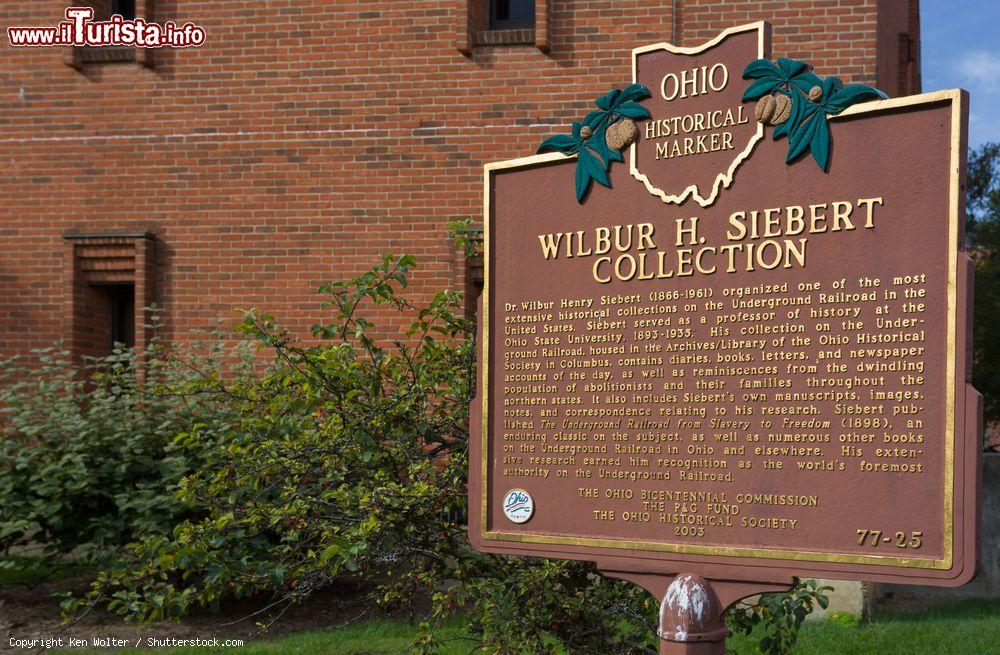 www.ilTurista.info
OHIO
HISTORICAL
MARKER
WILBUR H. SIEBERT
COLLECTION
Dr. Wilbur Henry Siebert (1866-1961) organized one of the most
extensive historical collections on the Underground Railroad in the
United States. Siebert served as a professor of history at the
Ohio State University, 1893-1935. His collection on the Under-
ground Railroad, housed in the Archives/Library of the Ohio Historical
Society in Columbus, contains diaries, books, letters, and newspaper
accounts of the day, as well as reminiscences from the dwindling
population of abolitionists and their families throughout the
northern states. It also includes Siebert's own manuscripts, images,
notes, and correspondence relating to his research. Siebert pub-
lished The Underground Railroad from Slavery to Freedom (1898), an
enduring classic on the subject, as well as numerous other books
on the Underground Railroad in Ohio and elsewhere. His exten-
sive research earned him recognition as the world's foremost
authority on the Underground Railroad.
THE OHIO BICENTENNIAL COMMISSION
THE P&G FUND
THE OHIO HISTORICAL SOCIETY
2003
77-25
Ohio
Copyright Ken Wolter / Shutterstock.com